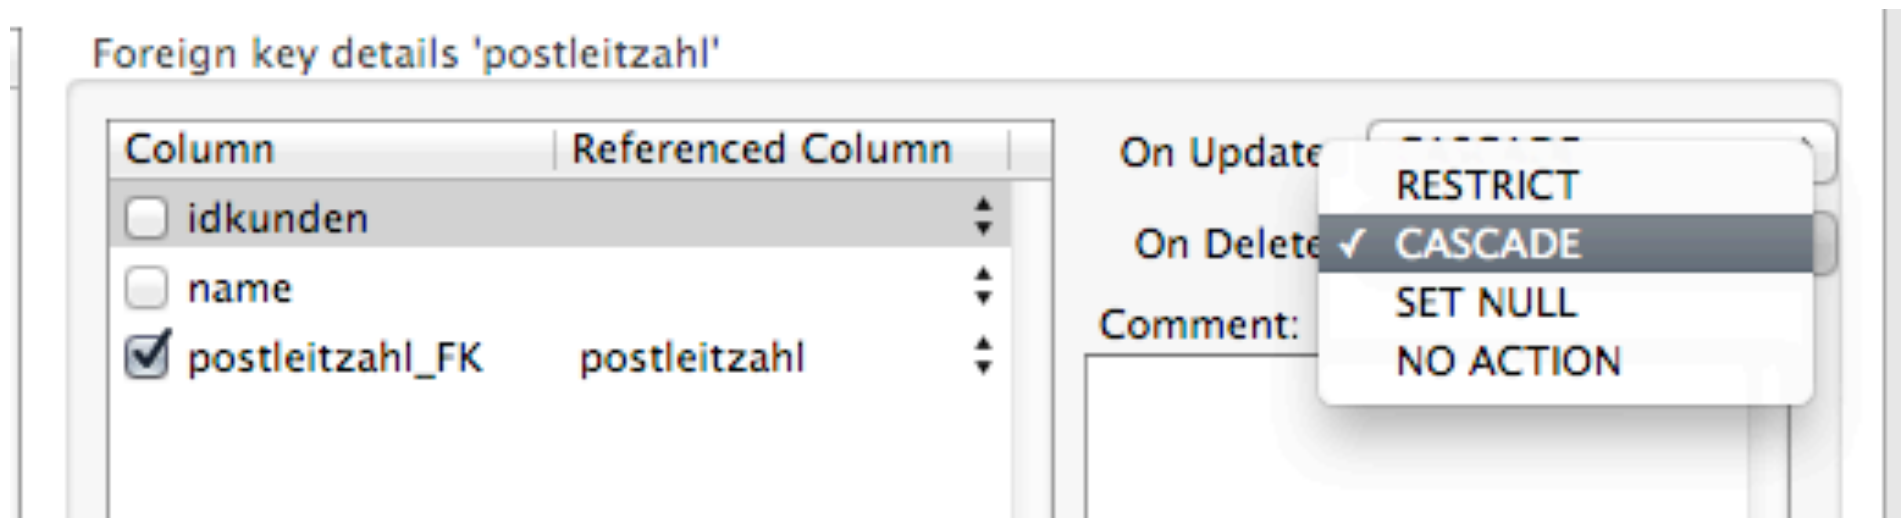 Foreign key details 'postleitzahl'
Column Referenced Column
idkunden
name
postleitzahl_FK postleitzahl
On Update
On Delete
Comment:
RESTRICT
✓ CASCADE
SET NULL
NO ACTION